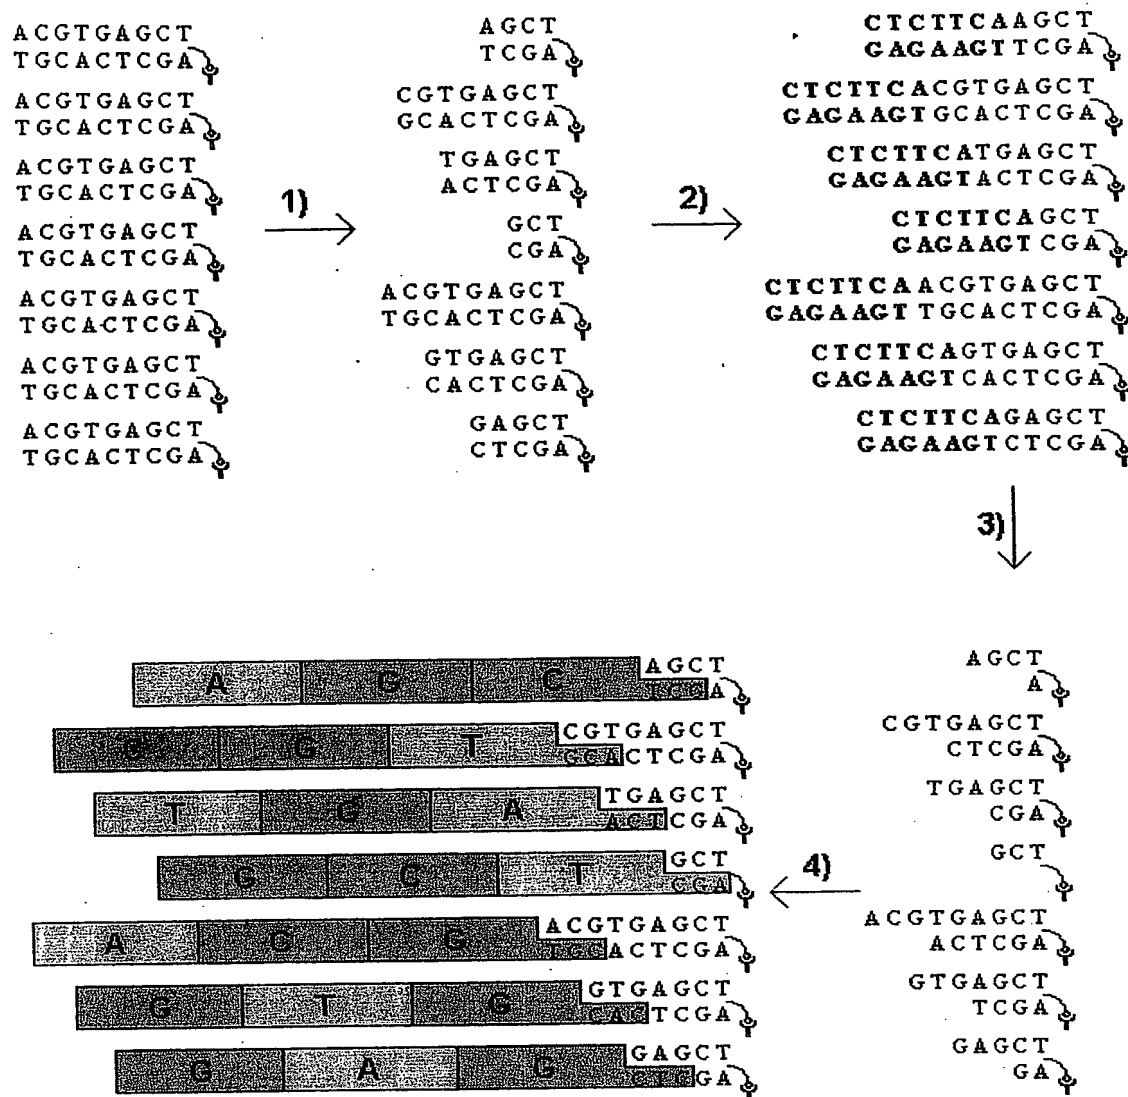 ACGTGAGCT
TGCACTCGA
ACGTGAGCT
TGCACTCGA
ACGTGAGCT
TGCACTCGA
ACGTGAGCT
TGCACTCGA
ACGTGAGCT
TGCACTCGA
ACGTGAGCT
TGCACTCGA
ACGTGAGCT
TGCACTCGA
1)
AGCT
TCGA
CGTGAGCT
GCACTCGA
TGAGCT
ACTCGA
GCT
CGA
ACGTGAGCT
TGCACTCGA
GTGAGCT
CACTCGA
GAGCT
CTCGA
2)
CTCTTCAAGCT
GAGAAGTTCGA
CTCTTCACGTGAGCT
GAGAAGTGCACTCGA
CTCTTCATGAGCT
GAGAAGTACTCGA
CTCTTCAGCT
GAGAAGTCGA
CTCTTCAACGTGAGCT
GAGAAGTTGCACTCGA
CTCTTCAGTGAGCT
GAGAAGTCACTCGA
CTCTTCAGAGCT
GAGAAGTCTCGA
3)
AGCT
A
CGTGAGCT
CTCGA
TGAGCT
CGA
GCT
ACGTGAGCT
ACTCGA
GTGAGCT
TCGA
GAGCT
GA
4)
AGCT
A G C TCGA
CGTGAGCT
C G T GCACTCGA
TGAGCT
T G A ACTCGA
GCT
G C T CGA
ACGTGAGCT
A C G TGCACTCGA
GTGAGCT
G T G CACTCGA
GAGCT
G A G CTCGA